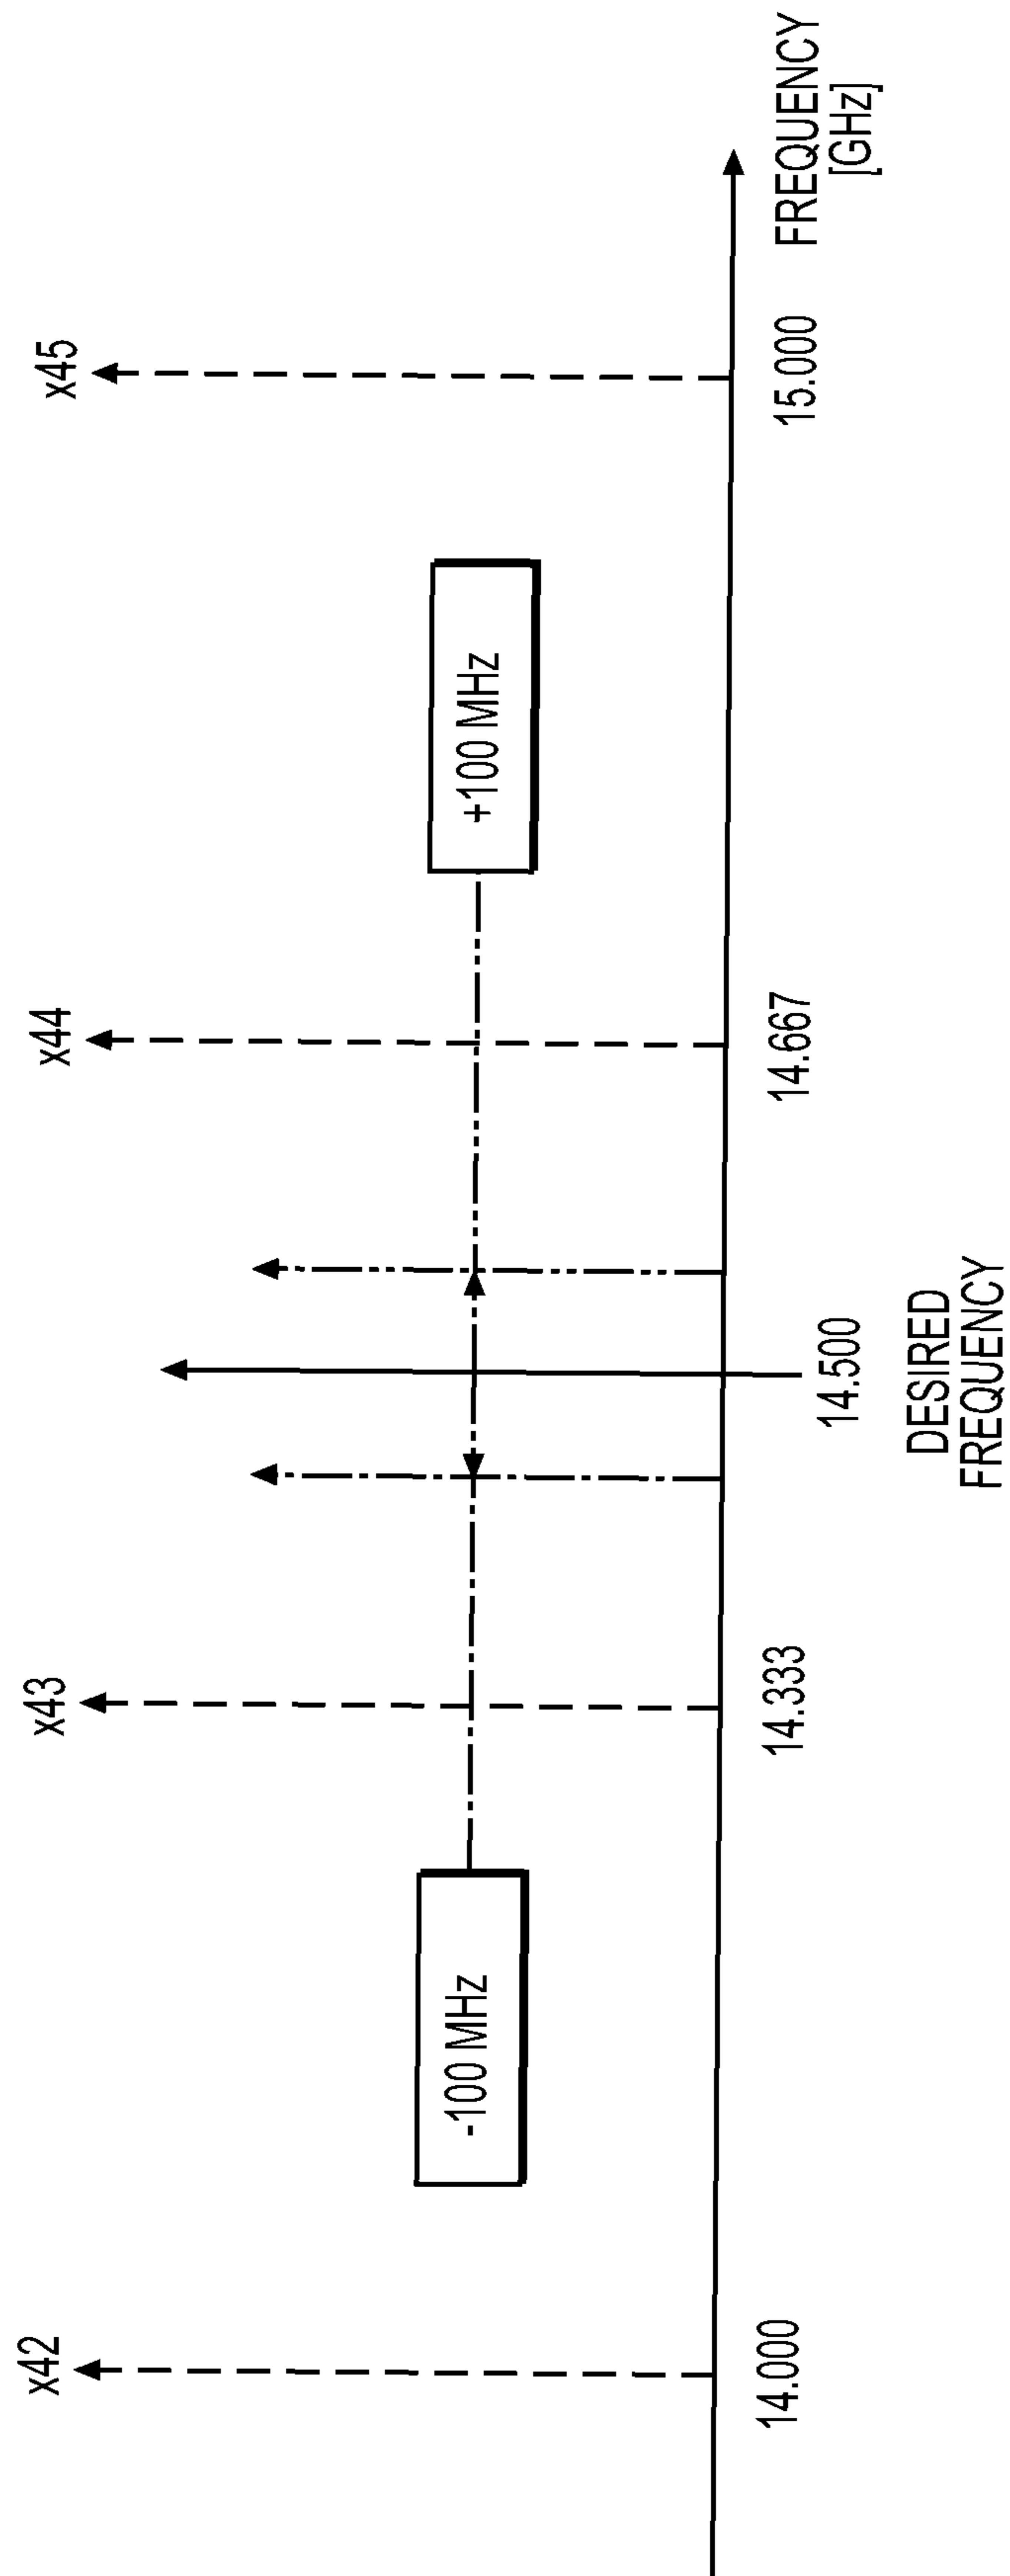 x42
x43
x44
x45
-100 MHz
+100 MHz
14.000
14.333
14.500
14.667
15.000
FREQUENCY
[GHz]
DESIRED
FREQUENCY